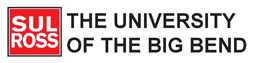 SUL
ROSS
THE UNIVERSITY
OF THE BIG BEND